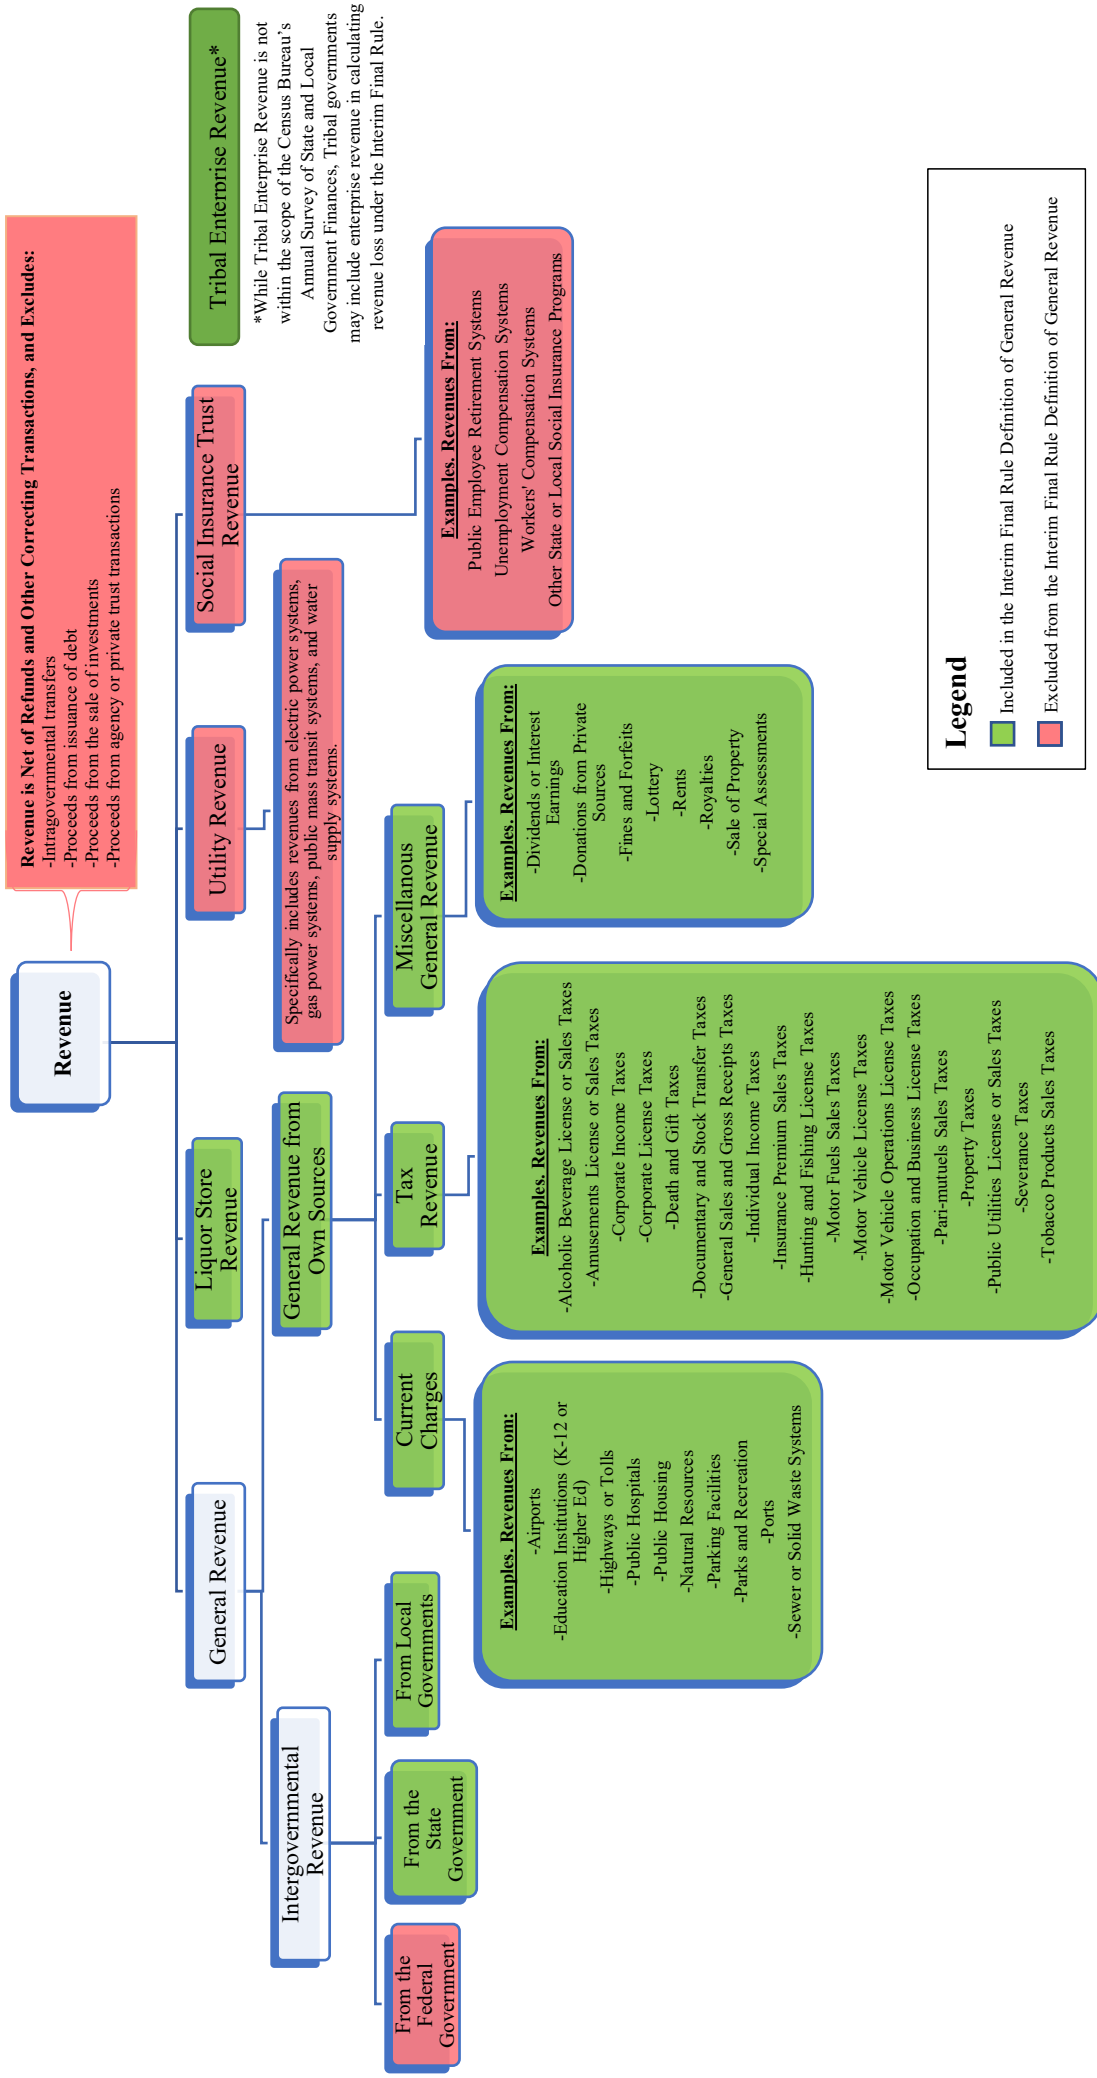 Revenue
Revenue is Net of Refunds and Other Correcting Transactions, and Excludes:
-Intragovernmental transfers
-Proceeds from issuance of debt
-Proceeds from the sale of investments
-Proceeds from agency or private trust transactions
General Revenue
Liquor Store
Revenue
Utility Revenue
Social Insurance Trust
Revenue
Tribal Enterprise Revenue*
*While Tribal Enterprise Revenue is not
within the scope of the Census Bureau's
Annual Survey of State and Local
Government Finances, Tribal governments
may include enterprise revenue in calculating
revenue loss under the Interim Final Rule.
Intergovernmental
Revenue
General Revenue from
Own Sources
Specifically includes revenues from electric power systems,
gas power systems, public mass transit systems, and water
supply systems.
From the
Federal
Government
From the
State
Government
From Local
Governments
Current
Charges
Tax
Revenue
Miscellanous
General Revenue
Examples. Revenues From:
Public Employee Retirement Systems
Unemployment Compensation Systems
Workers' Compensation Systems
Other State or Local Social Insurance Programs
Examples. Revenues From:
-Airports
-Education Institutions (K-12 or
Higher Ed)
-Highways or Tolls
-Public Hospitals
-Public Housing
-Natural Resources
-Parking Facilities
-Parks and Recreation
-Ports
-Sewer or Solid Waste Systems
Examples. Revenues From:
-Alcoholic Beverage License or Sales Taxes
-Amusements License or Sales Taxes
-Corporate Income Taxes
-Corporate License Taxes
-Death and Gift Taxes
-Documentary and Stock Transfer Taxes
-General Sales and Gross Receipts Taxes
-Individual Income Taxes
-Insurance Premium Sales Taxes
-Hunting and Fishing License Taxes
-Motor Fuels Sales Taxes
-Motor Vehicle License Taxes
-Motor Vehicle Operations License Taxes
-Occupation and Business License Taxes
-Pari-mutuels Sales Taxes
-Property Taxes
-Public Utilities License or Sales Taxes
-Severance Taxes
-Tobacco Products Sales Taxes
Examples. Revenues From:
-Dividends or Interest
Earnings
-Donations from Private
Sources
-Fines and Forfeits
-Lottery
-Rents
-Royalties
-Sale of Property
-Special Assessments
Legend
Included in the Interim Final Rule Definition of General Revenue
Excluded from the Interim Final Rule Definition of General Revenue